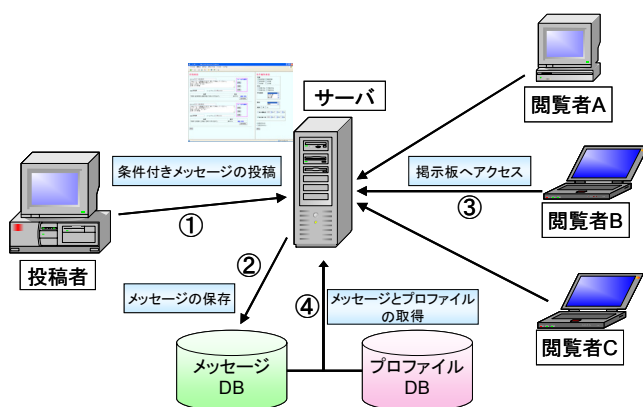 サーバ
閲覧者A
条件付きメッセージの投稿
①
掲示板へアクセス
③
閲覧者B
投稿者
②
メッセージの保存
④
メッセージとプロファイル
の取得
閲覧者C
メッセージ
DB
プロファイル
DB